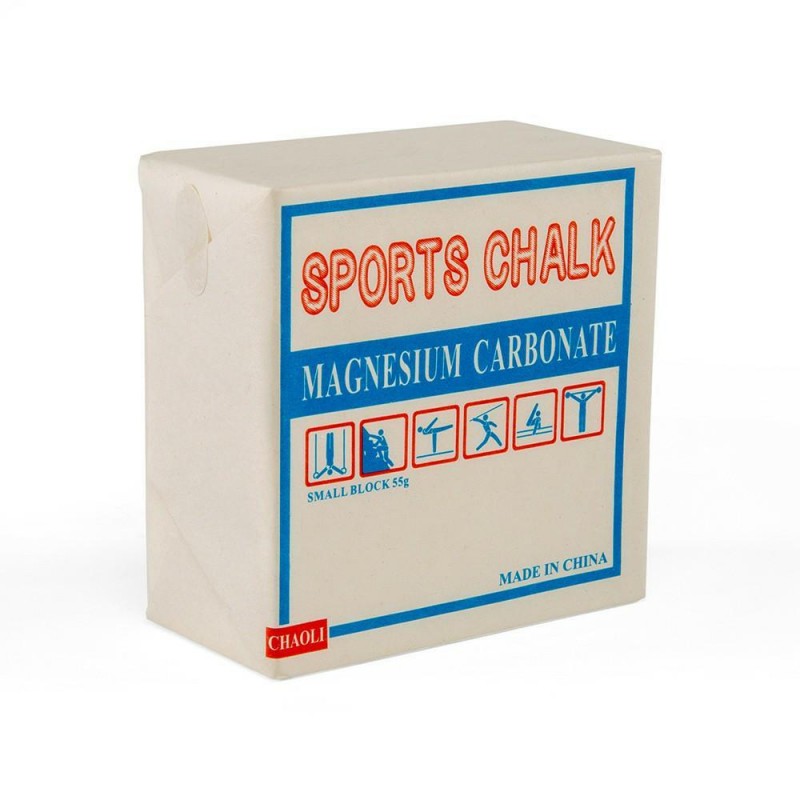 SPORTS CHALK
MAGNESIUM CARBONATE
SMALL BLOCK 55g
MADE IN CHINA
CHAOLI